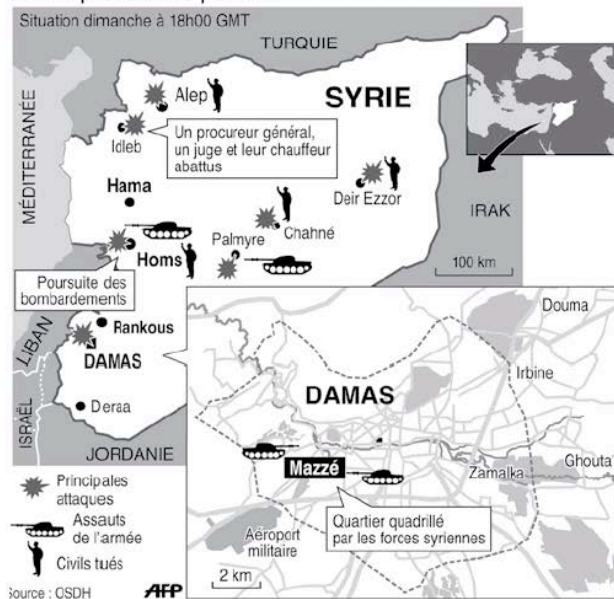 Situation dimanche à 18h00 GMT
TURQUIE
MÉDITERRANÉE
Alep
SYRIE
Idleb
Un procureur général,
un juge et leur chauffeur
abattus
Hama
Deir Ezzor
IRAK
Chahné
Palmyre
Homs
100 km
Poursuite des
bombardements
LIBAN
Rankous
DAMAS
ISRAËL
Deraa
JORDANIE
Douma
Irbine
DAMAS
Mazzé
Zamalka
Ghouta
Quartier quadrillé
par les forces syriennes
Aéroport
militaire
2 km
Principales
attaques
Assauts
de l'armée
Civils tués
Source : OSDH
AFP